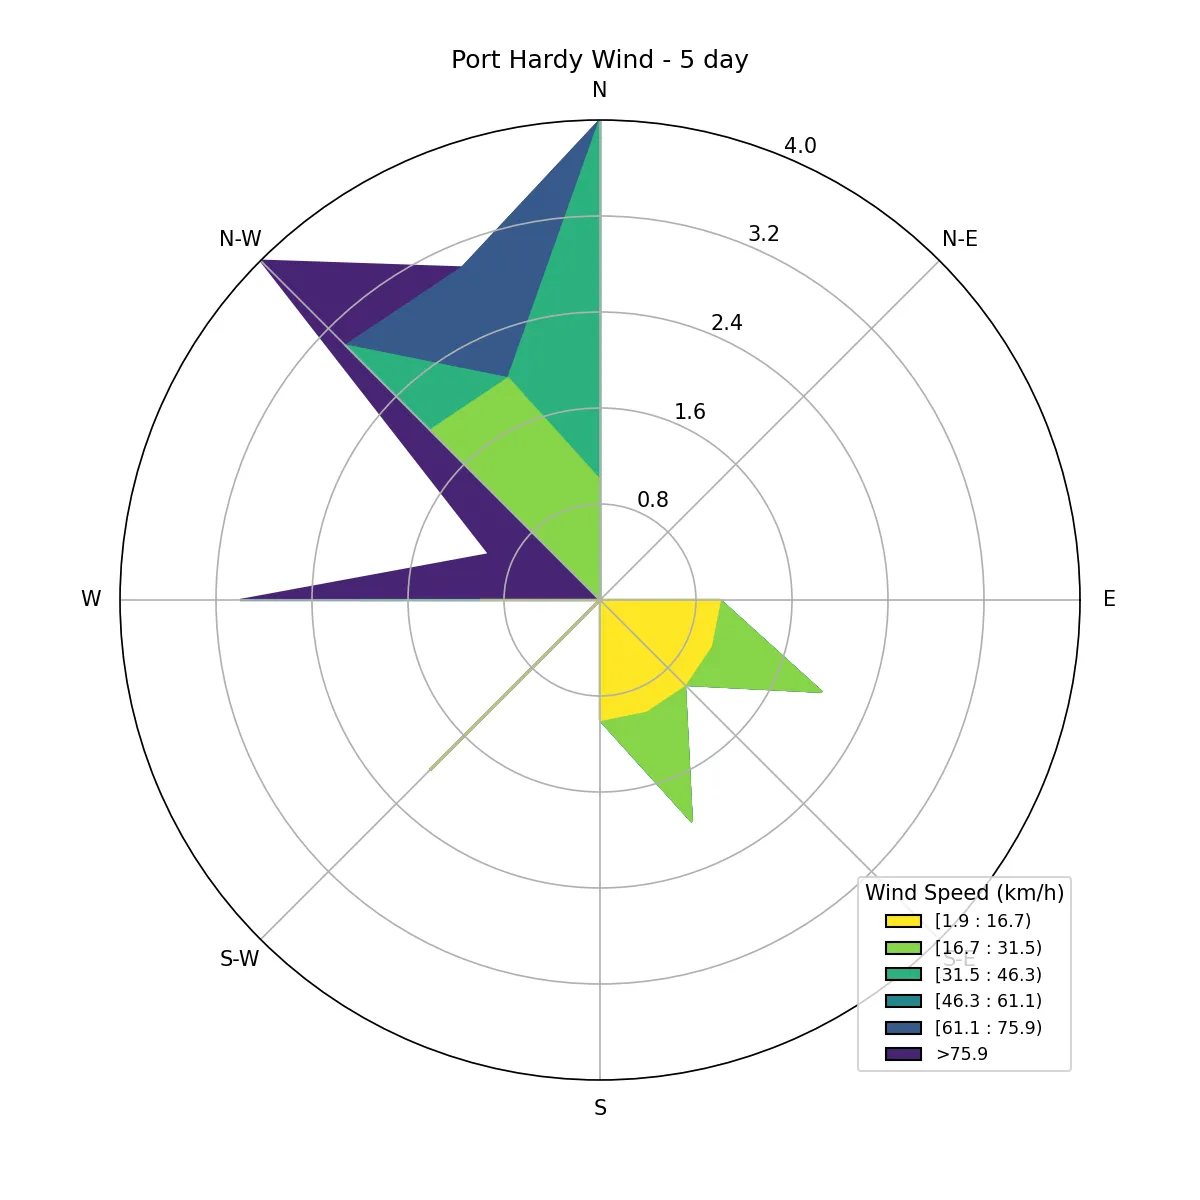 Port Hardy Wind - 5 day
N
4.0
N-W
N-E
3.2
2.4
1.6
0.8
W
E
Wind Speed (km/h)
[1.9 : 16.7)
[16.7 : 31.5)
S-W
S-E
[31.5 : 46.3)
[46.3 : 61.1)
[61.1 : 75.9)
>75.9
S